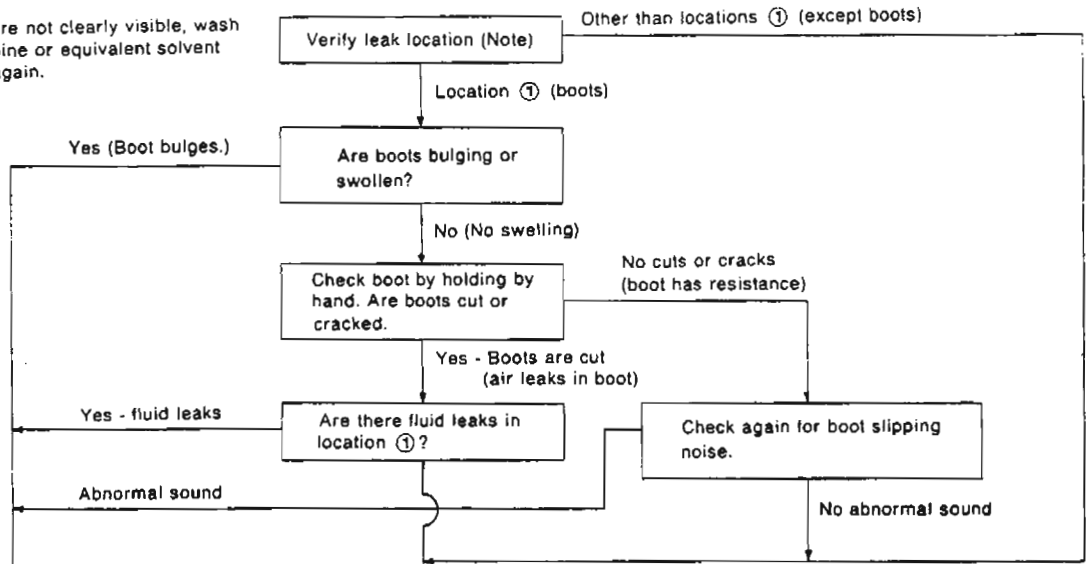 re not clearly visible, wash
ine or equivalent solvent
gain.
Verify leak location (Note)
Other than locations ① (except boots)
Location ① (boots)
Yes (Boot bulges.)
Are boots bulging or
swollen?
No (No swelling)
Check boot by holding by
hand. Are boots cut or
cracked.
No cuts or cracks
(boot has resistance)
Yes - Boots are cut
(air leaks in boot)
Yes - fluid leaks
Are there fluid leaks in
location ①?
Check again for boot slipping
noise.
Abnormal sound
No abnormal sound